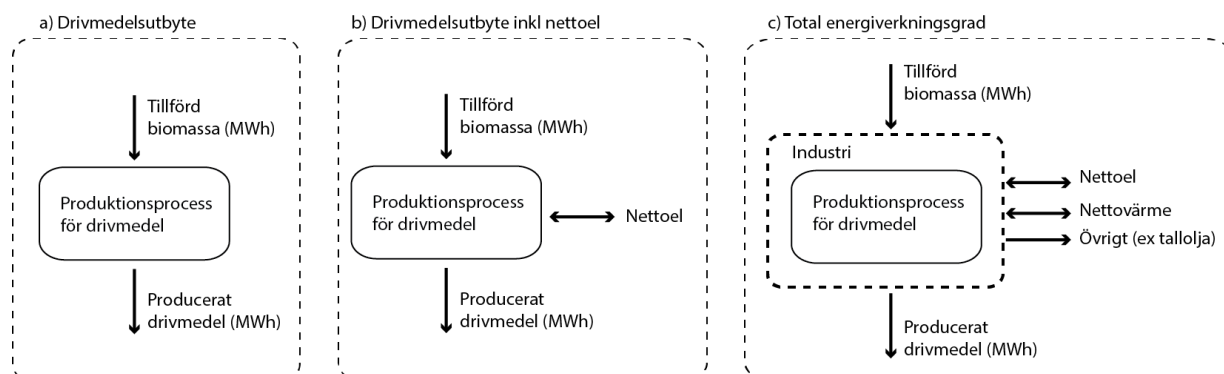 a) Drivmedelsutbyte
Tillförd
biomassa (MWh)
Produktionsprocess
för drivmedel
Producerat
drivmedel (MWh)
b) Drivmedelsutbyte inkl nettoel
Tillförd
biomassa (MWh)
Produktionsprocess
för drivmedel
Nettoel
Producerat
drivmedel (MWh)
c) Total energiverkningsgrad
Tillförd
biomassa (MWh)
Industri
Produktionsprocess
för drivmedel
Nettoel
Nettovärme
Övrigt (ex tallolja)
Producerat
drivmedel (MWh)